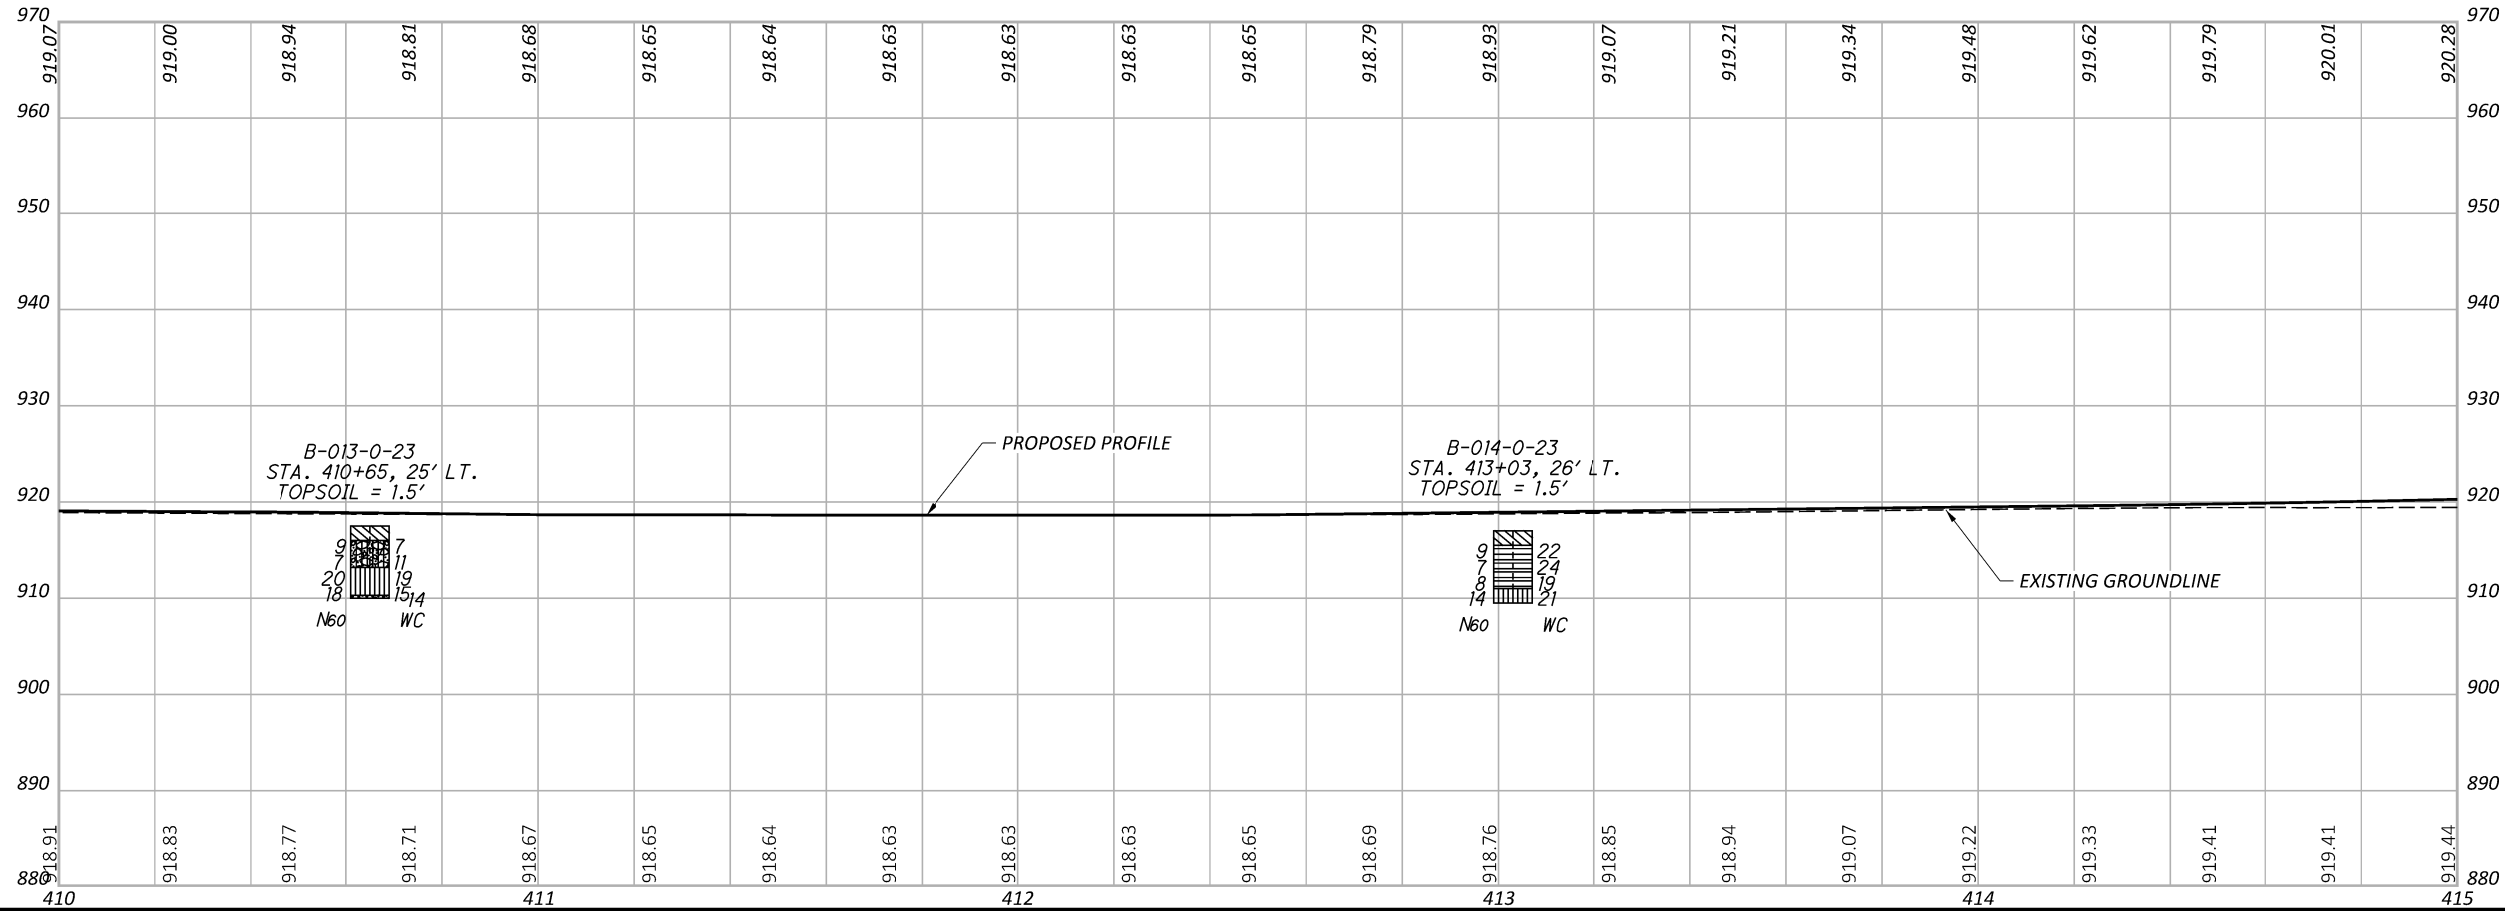 970 970
919.07 919.00 918.94 918.81 918.68 918.65 918.64 918.63 918.63 918.63 918.65 918.79 918.93 919.07 919.21 919.34 919.48 919.62 919.79 920.01 920.28
960 960
950 950
940 940
930 930
B-013-0-23
STA. 410+65, 25' LT.
TOPSOIL = 1.5'
PROPOSED PROFILE
B-014-0-23
STA. 413+03, 26' LT.
TOPSOIL = 1.5'
920 920
9 7
7 11
20 19
18 15
14
N60 WC
9 22
7 24
8 19
14 21
N60 WC
EXISTING GROUNDLINE
910 910
900 900
890 890
918.91 918.83 918.77 918.71 918.67 918.65 918.64 918.63 918.63 918.63 918.65 918.69 918.76 918.85 918.94 919.07 919.22 919.33 919.41 919.41 919.44
880 880
410 411 412 413 414 415